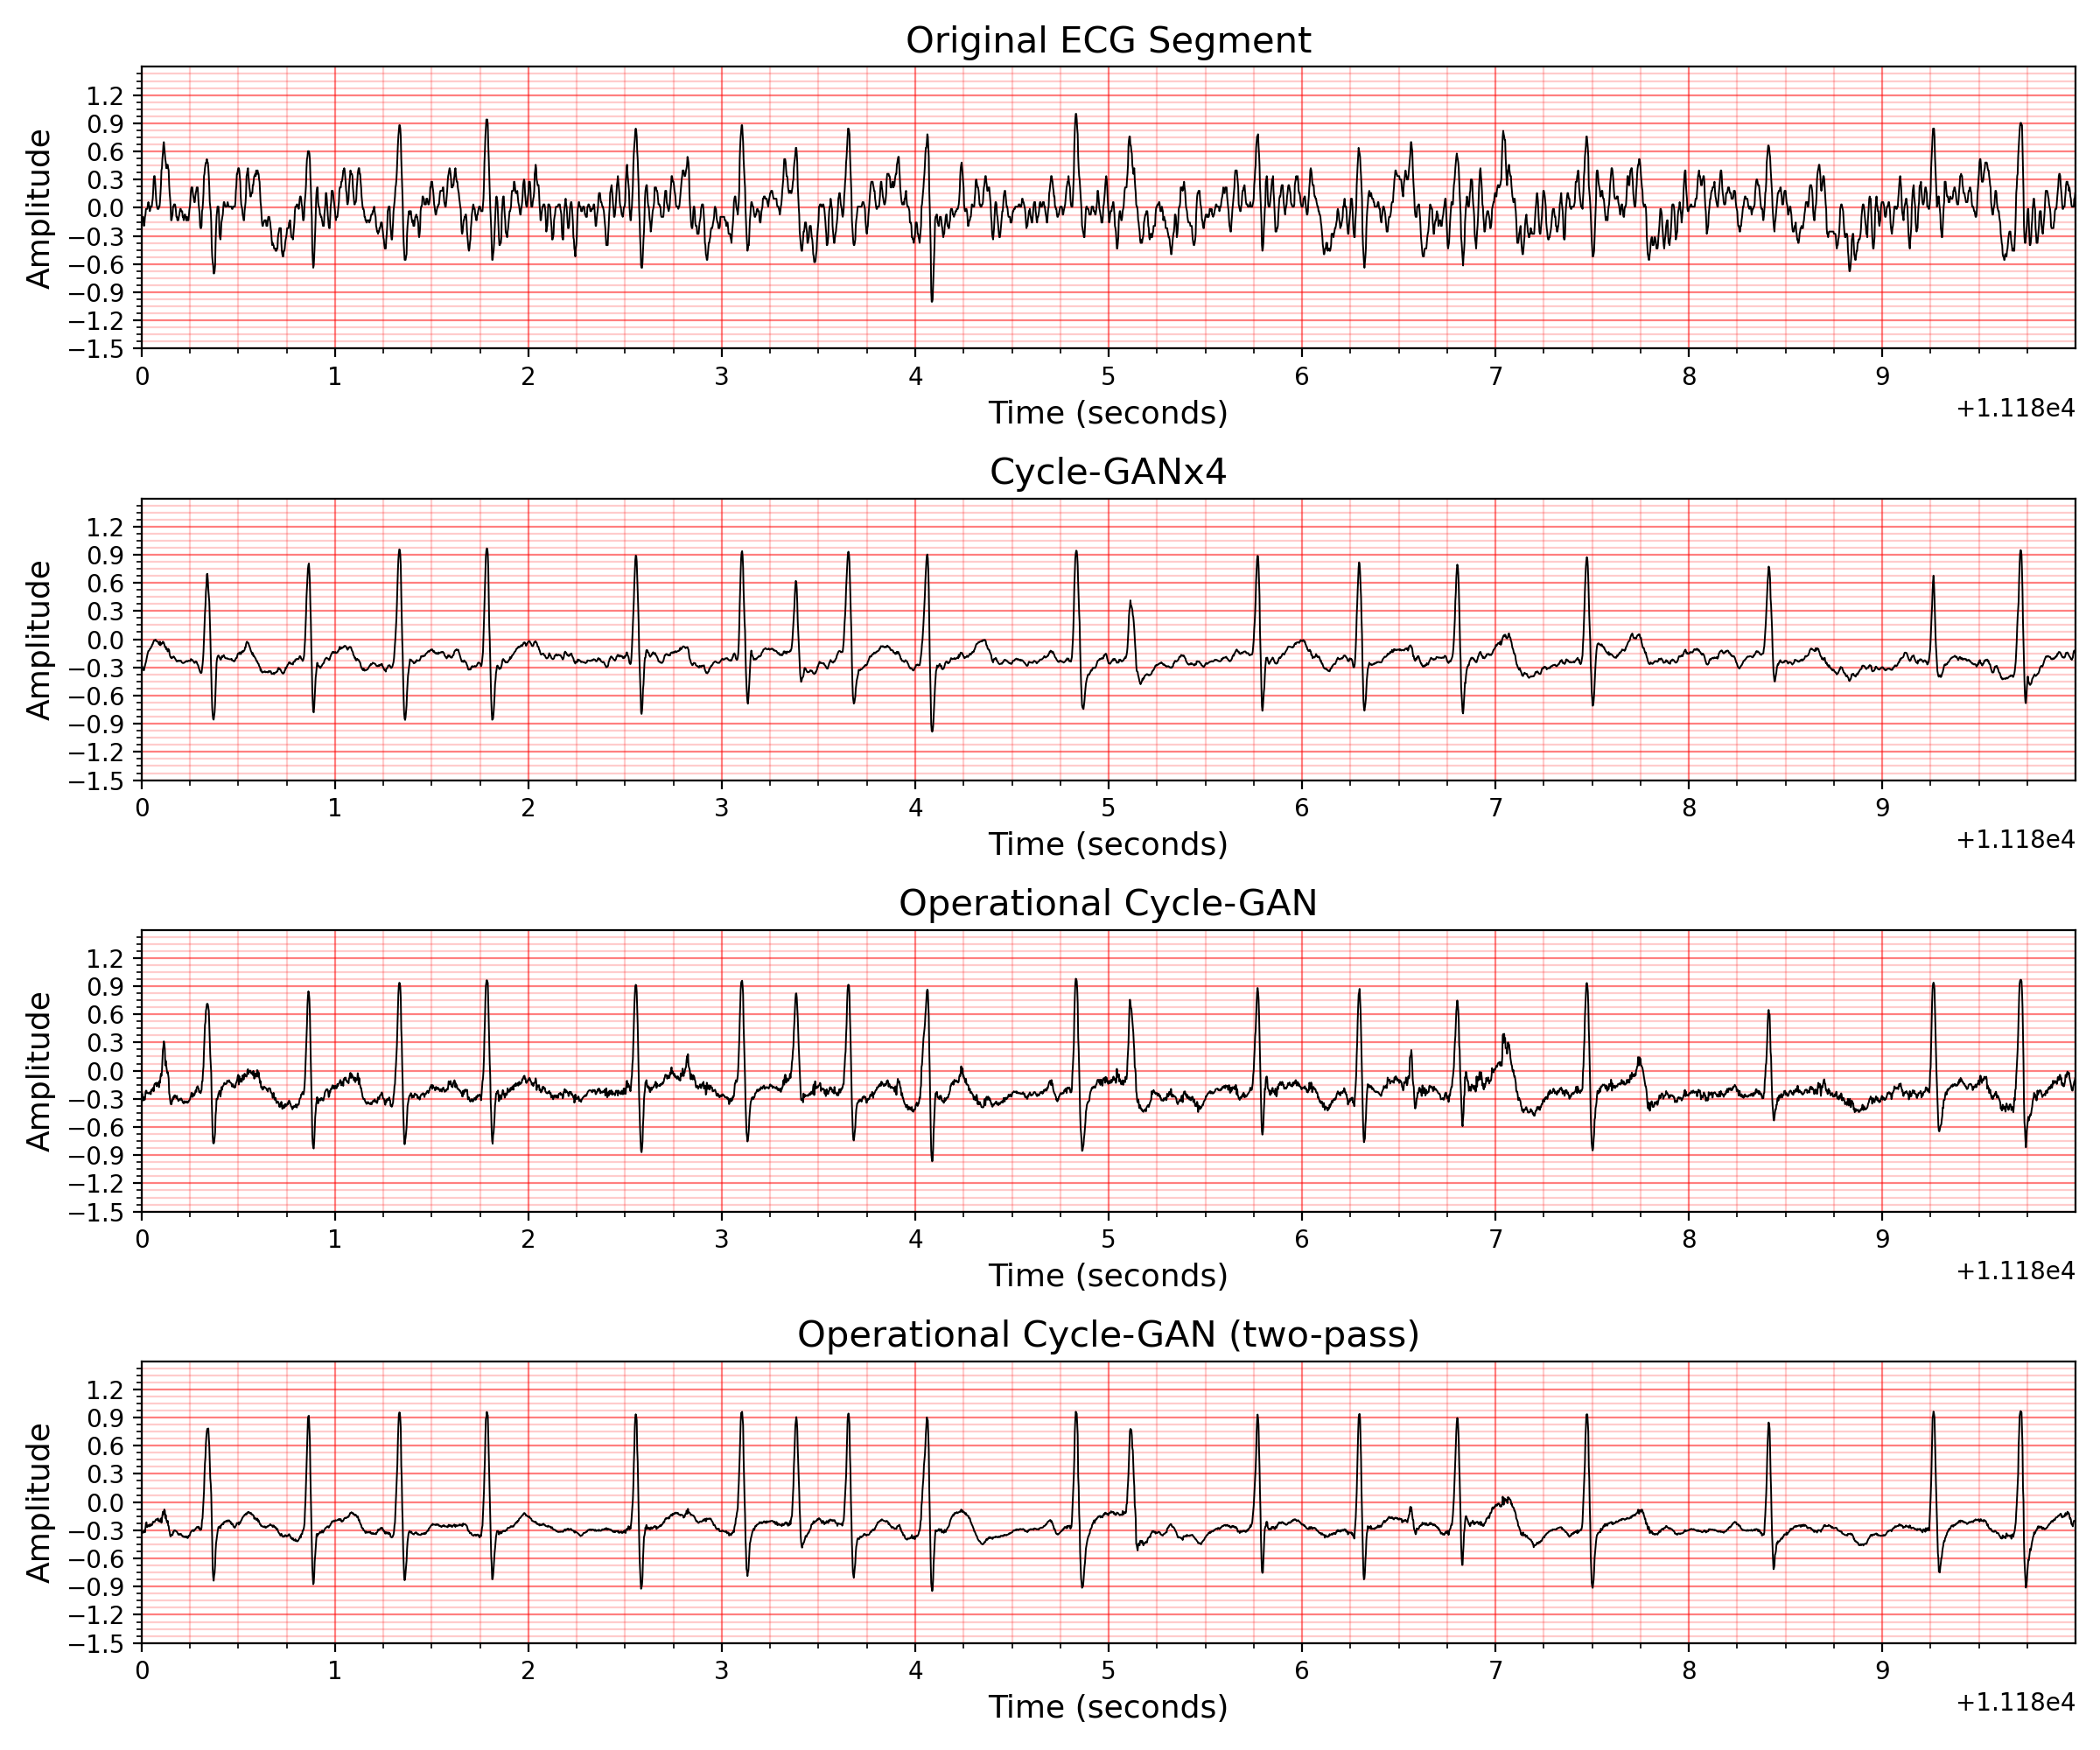 Original ECG Segment
Amplitude
1.2
0.9
0.6
0.3
0.0
−0.3
−0.6
−0.9
−1.2
−1.5
0 1 2 3 4 5 6 7 8 9
Time (seconds)
+1.118e4
Cycle-GANx4
Amplitude
1.2
0.9
0.6
0.3
0.0
−0.3
−0.6
−0.9
−1.2
−1.5
0 1 2 3 4 5 6 7 8 9
Time (seconds)
+1.118e4
Operational Cycle-GAN
Amplitude
1.2
0.9
0.6
0.3
0.0
−0.3
−0.6
−0.9
−1.2
−1.5
0 1 2 3 4 5 6 7 8 9
Time (seconds)
+1.118e4
Operational Cycle-GAN (two-pass)
Amplitude
1.2
0.9
0.6
0.3
0.0
−0.3
−0.6
−0.9
−1.2
−1.5
0 1 2 3 4 5 6 7 8 9
Time (seconds)
+1.118e4